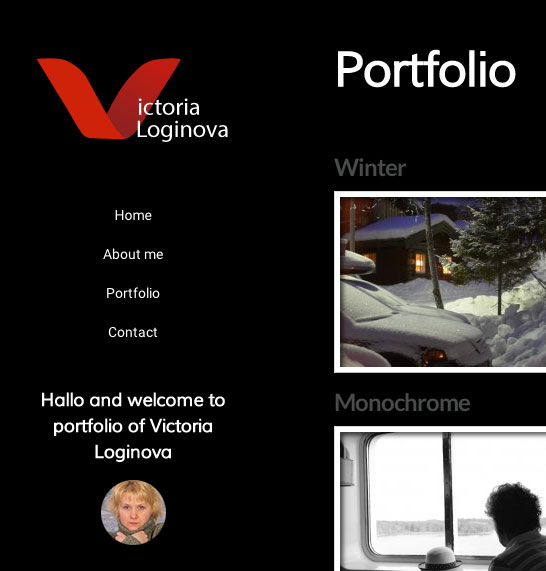 ictoria
Loginova
Home
About me
Portfolio
Contact
Hallo and welcome to
portfolio of Victoria
Loginova
Portfolio
Winter
Monochrome